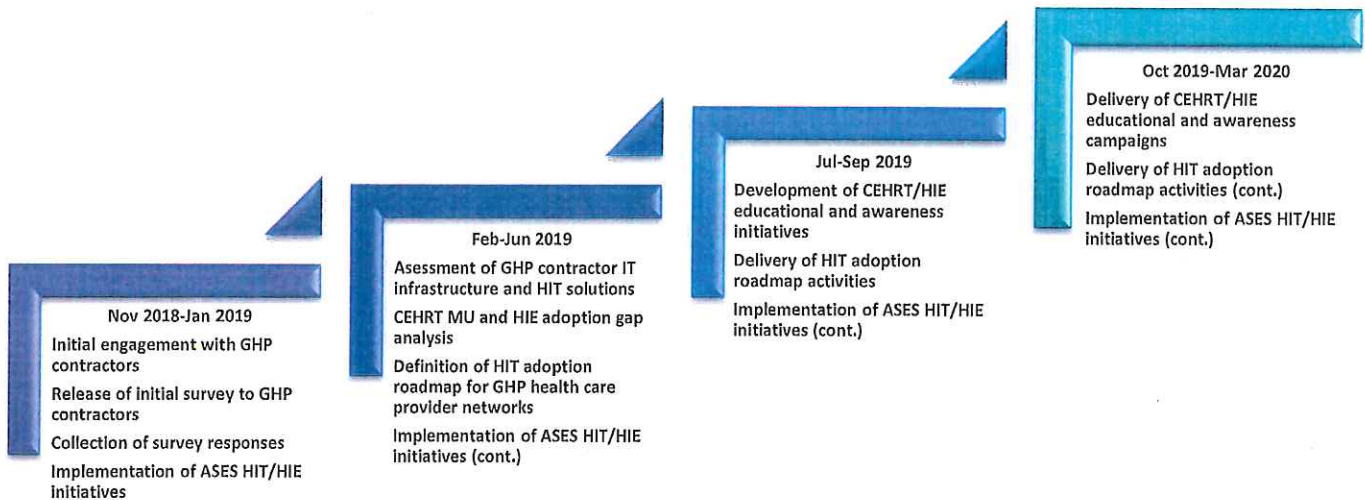 Nov 2018-Jan 2019
Initial engagement with GHP
contractors
Release of initial survey to GHP
contractors
Collection of survey responses
Implementation of ASES HIT/HIE
initiatives
Feb-Jun 2019
Asessment of GHP contractor IT
infrastructure and HIT solutions
CEHRT MU and HIE adoption gap
analysis
Definition of HIT adoption
roadmap for GHP health care
provider networks
Implementation of ASES HIT/HIE
initiatives (cont.)
Jul-Sep 2019
Development of CEHRT/HIE
educational and awareness
initiatives
Delivery of HIT adoption
roadmap activities
Implementation of ASES HIT/HIE
initiatives (cont.)
Oct 2019-Mar 2020
Delivery of CEHRT/HIE
educational and awareness
campaigns
Delivery of HIT adoption
roadmap activities (cont.)
Implementation of ASES HIT/HIE
initiatives (cont.)